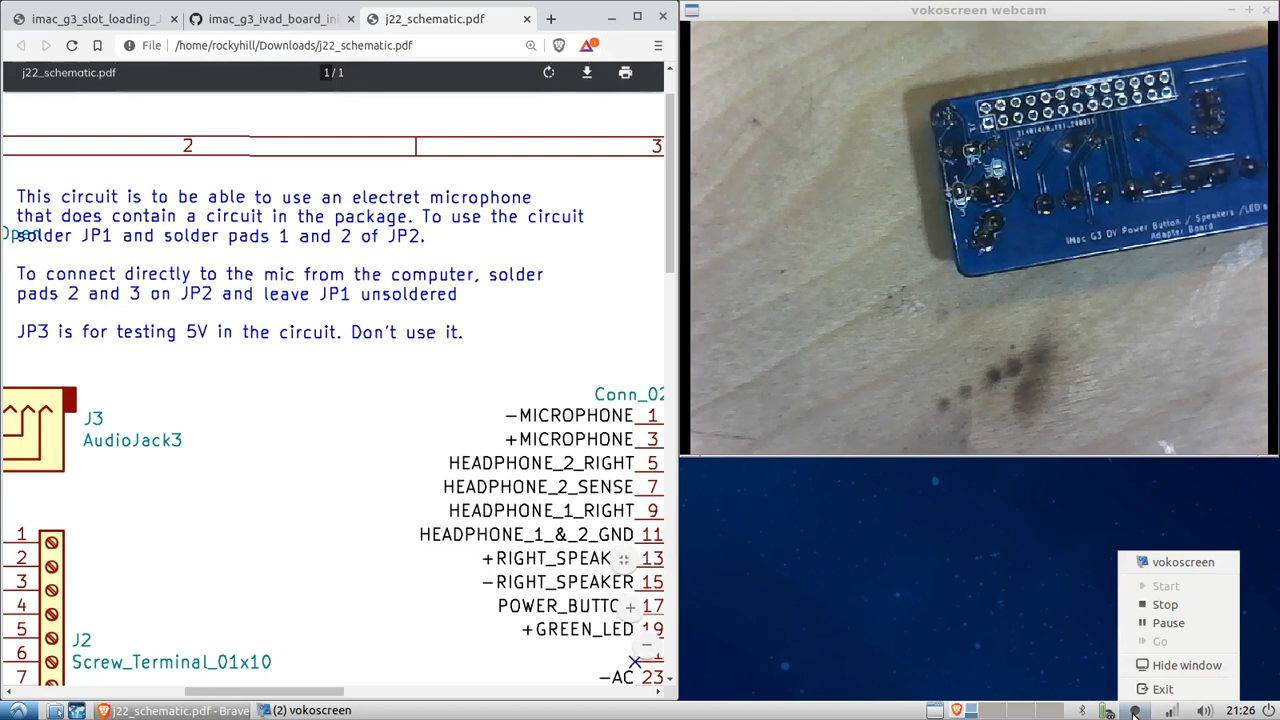 imac_g3_slot_loading_J
imac_g3_ivad_board_ini
j22_schematic.pdf
vokoscreen webcam
File
/home/rockyhill/Downloads/j22_schematic.pdf
1
j22_schematic.pdf
1 / 1
2
3
This circuit is to be able to use an electret microphone
that does contain a circuit in the package. To use the circuit
Open
solder JP1 and solder pads 1 and 2 of JP2.
To connect directly to the mic from the computer, solder
pads 2 and 3 on JP2 and leave JP1 unsoldered
JP3 is for testing 5V in the circuit. Don't use it.
iMac G3 DV Power Button / Speakers /LED's
Adapter Board
Conn_02
J3
AudioJack3
-MICROPHONE 1
+MICROPHONE 3
HEADPHONE_2_RIGHT 5
HEADPHONE_2_SENSE 7
HEADPHONE_1_RIGHT 9
HEADPHONE_1_&_2_GND 11
+RIGHT_SPEAK 13
-RIGHT_SPEAKER 15
POWER_BUTTO 17
+GREEN_LED 19
-AC 23
1
2
3
4
5
6
7
J2
Screw_Terminal_01x10
vokoscreen
Start
Stop
Pause
Go
Hide window
Exit
j22_schematic.pdf - Brave
(2) vokoscreen
21:26